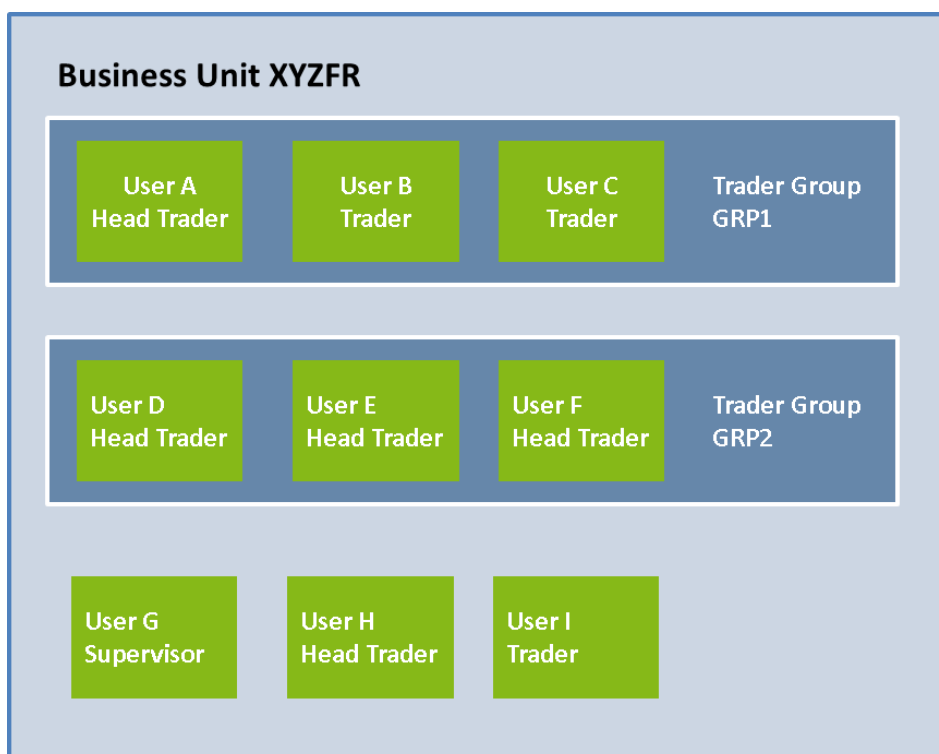 Business Unit XYZFR
User A
Head Trader
User B
Trader
User C
Trader
Trader Group
GRP1
User D
Head Trader
User E
Head Trader
User F
Head Trader
Trader Group
GRP2
User G
Supervisor
User H
Head Trader
User I
Trader